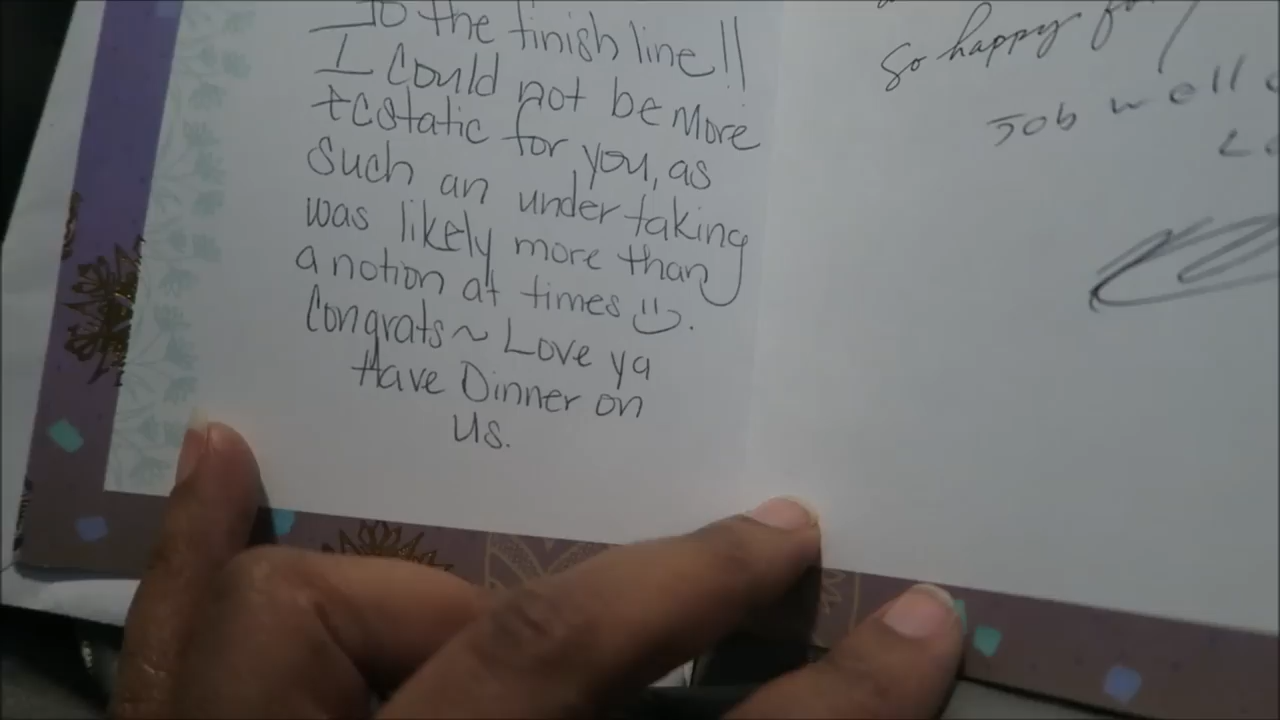 To the finish line!!
I could not be more
Ecstatic for you, as
Such an undertaking
was likely more than
a notion at times
Congrats~ Love ya
Have Dinner on
us.
So happy for
Job well